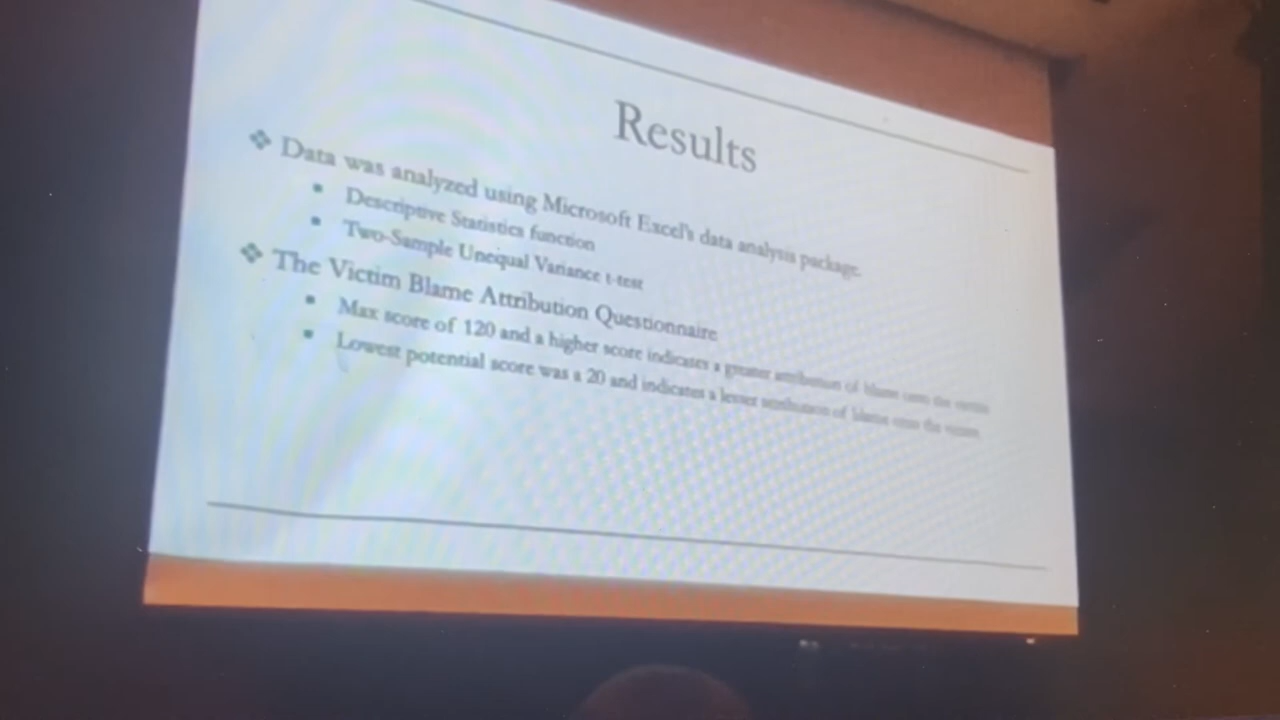 Results
Data was analyzed using Microsoft Excel's data analysis package.
Descriptive Statistics function
Two-Sample Unequal Variance t-test
The Victim Blame Attribution Questionnaire
Max score of 120 and a higher score indicates a greater attribution of blame onto the victim
Lowest potential score was a 20 and indicates a lesser attribution of blame onto the victim